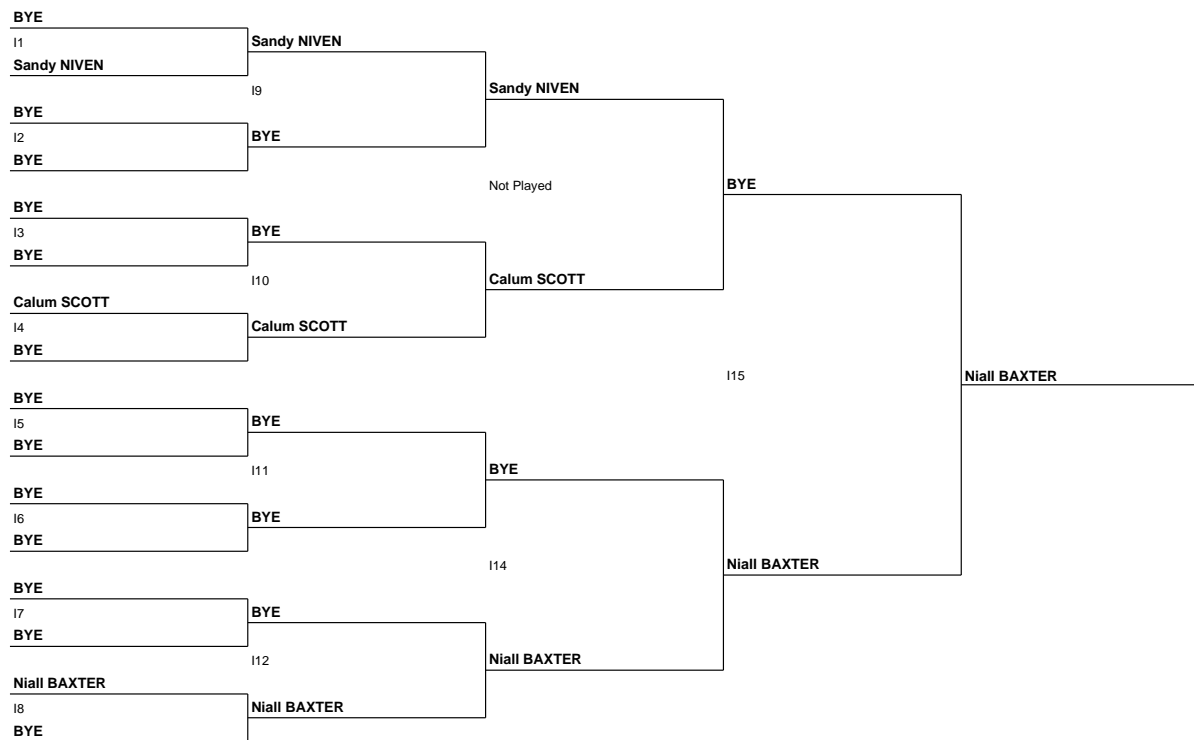 BYE
I1
Sandy NIVEN
Sandy NIVEN
I9
Sandy NIVEN
BYE
I2
BYE
BYE
Not Played
BYE
BYE
I3
BYE
BYE
I10
Calum SCOTT
Calum SCOTT
I4
Calum SCOTT
BYE
I15
Niall BAXTER
BYE
I5
BYE
BYE
I11
BYE
BYE
I6
BYE
BYE
I14
Niall BAXTER
BYE
I7
BYE
BYE
I12
Niall BAXTER
Niall BAXTER
I8
Niall BAXTER
BYE